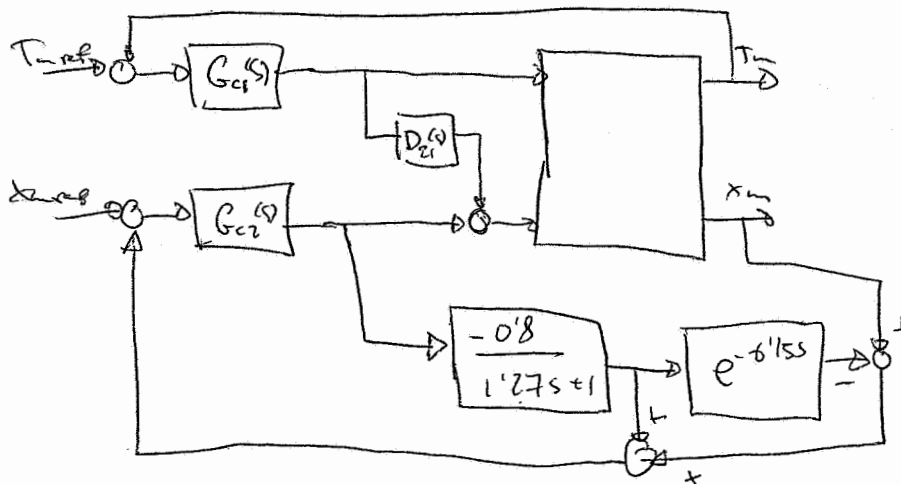 Tm ref
Gc1(s)
Tm
D21(s)
Xm ref
Gc2(s)
Xm
-0'8
1'27s+1
e^-6'15s
+
-
+
+